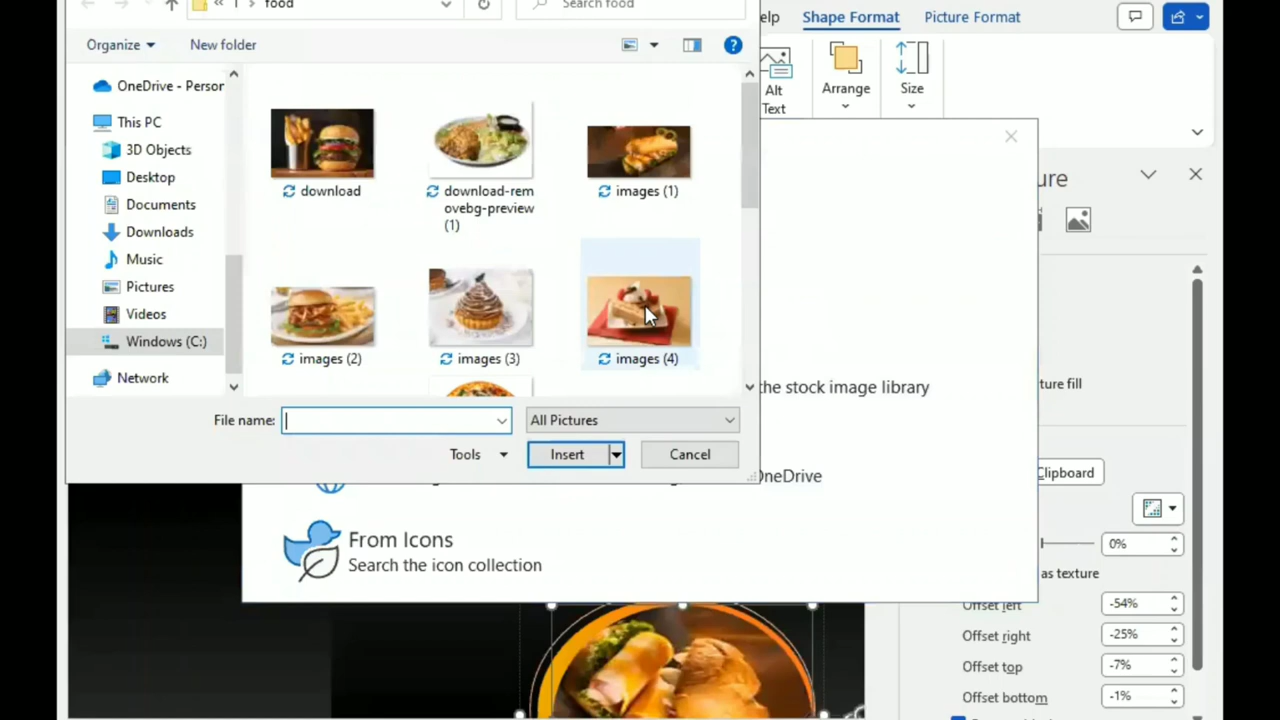 food
Search food
elp
Shape Format
Picture Format
Organize
New folder
Alt
Text
Arrange
Size
OneDrive - Person
This PC
3D Objects
Desktop
Documents
Downloads
Music
Pictures
Videos
Windows (C:)
Network
download
download-rem
ovebg-preview
(1)
images (1)
images (2)
images (3)
images (4)
File name:
All Pictures
Tools
Insert
Cancel
ure
the stock image library
ture fill
OneDrive
Clipboard
From Icons
Search the icon collection
0%
as texture
Offset left
-54%
Offset right
-25%
Offset top
-7%
Offset bottom
-1%